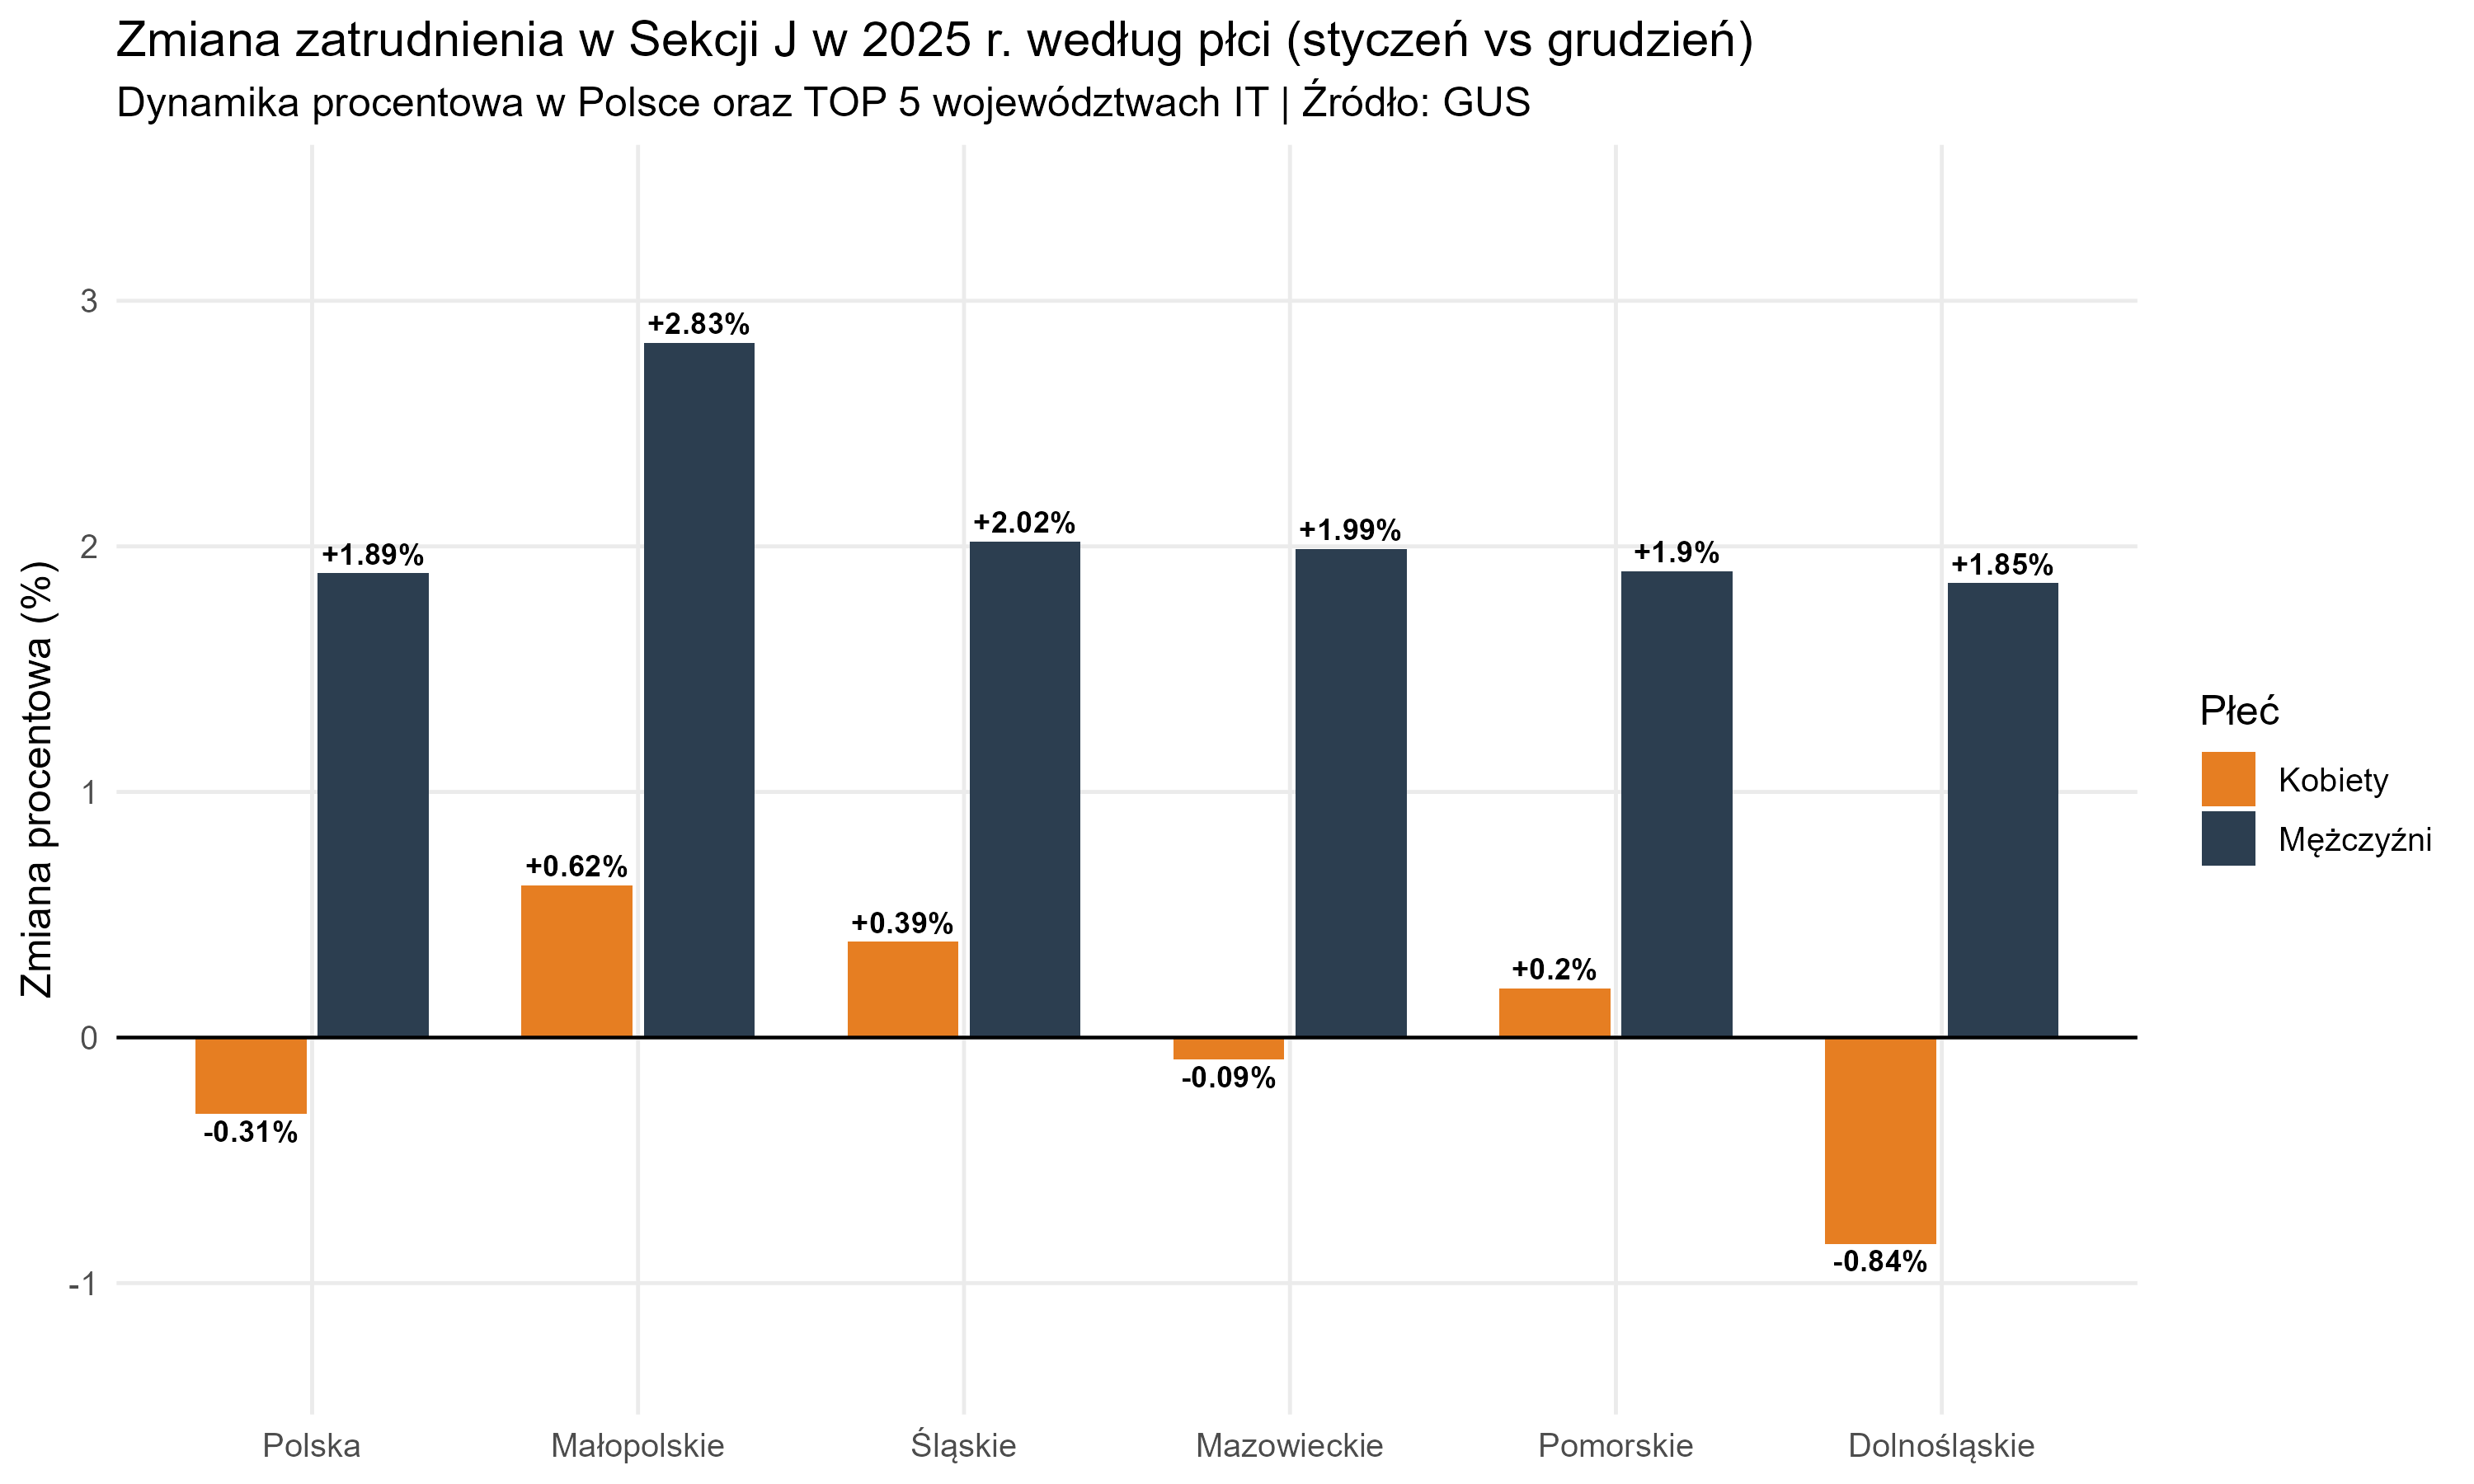 Zmiana zatrudnienia w Sekcji J w 2025 r. według płci (styczeń vs grudzień)
Dynamika procentowa w Polsce oraz TOP 5 województwach IT | Źródło: GUS
Zmiana procentowa (%)
3
2
1
0
-1
+1.89%
-0.31%
+2.83%
+0.62%
+2.02%
+0.39%
+1.99%
-0.09%
+1.9%
+0.2%
+1.85%
-0.84%
Polska
Małopolskie
Śląskie
Mazowieckie
Pomorskie
Dolnośląskie
Płeć
Kobiety
Mężczyźni